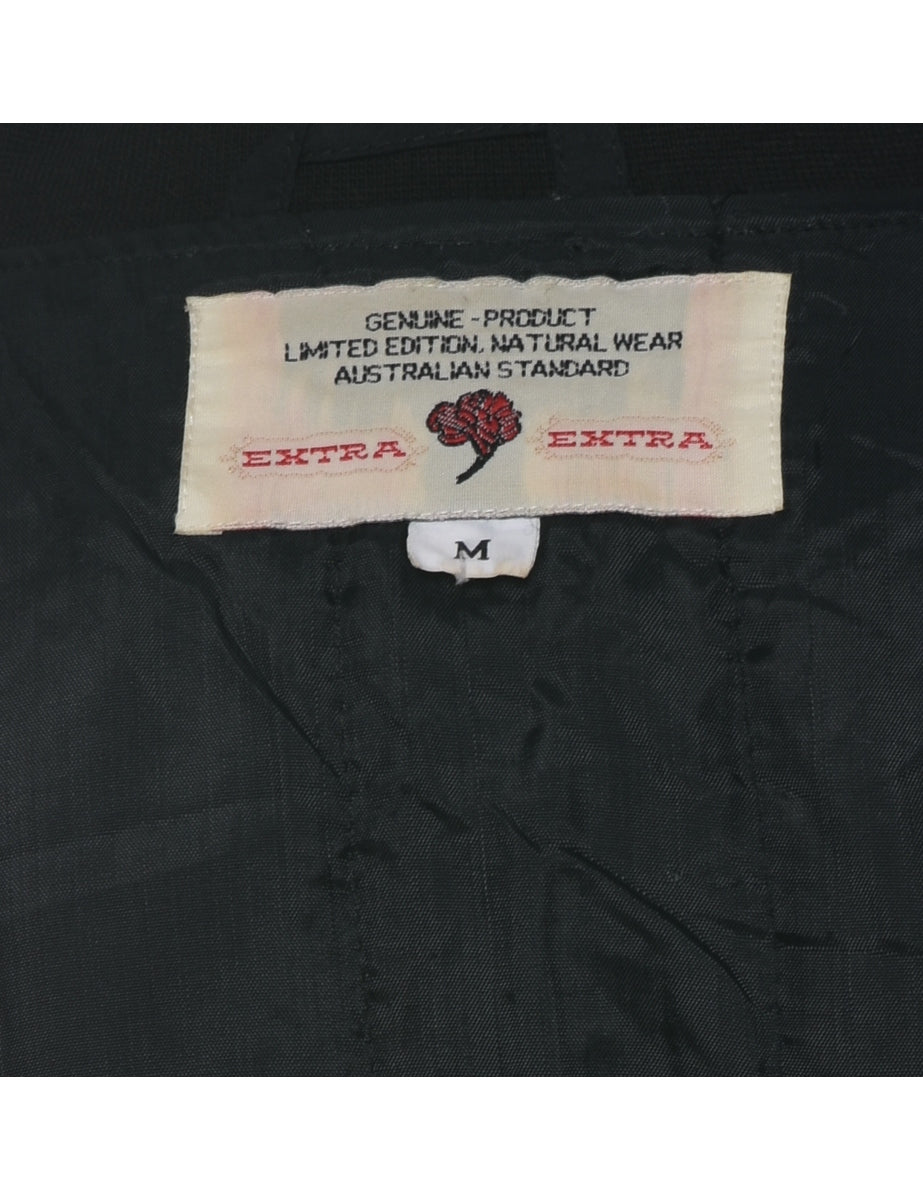 GENUINE - PRODUCT
LIMITED EDITION. NATURAL WEAR
AUSTRALIAN STANDARD
EXTRA EXTRA
M